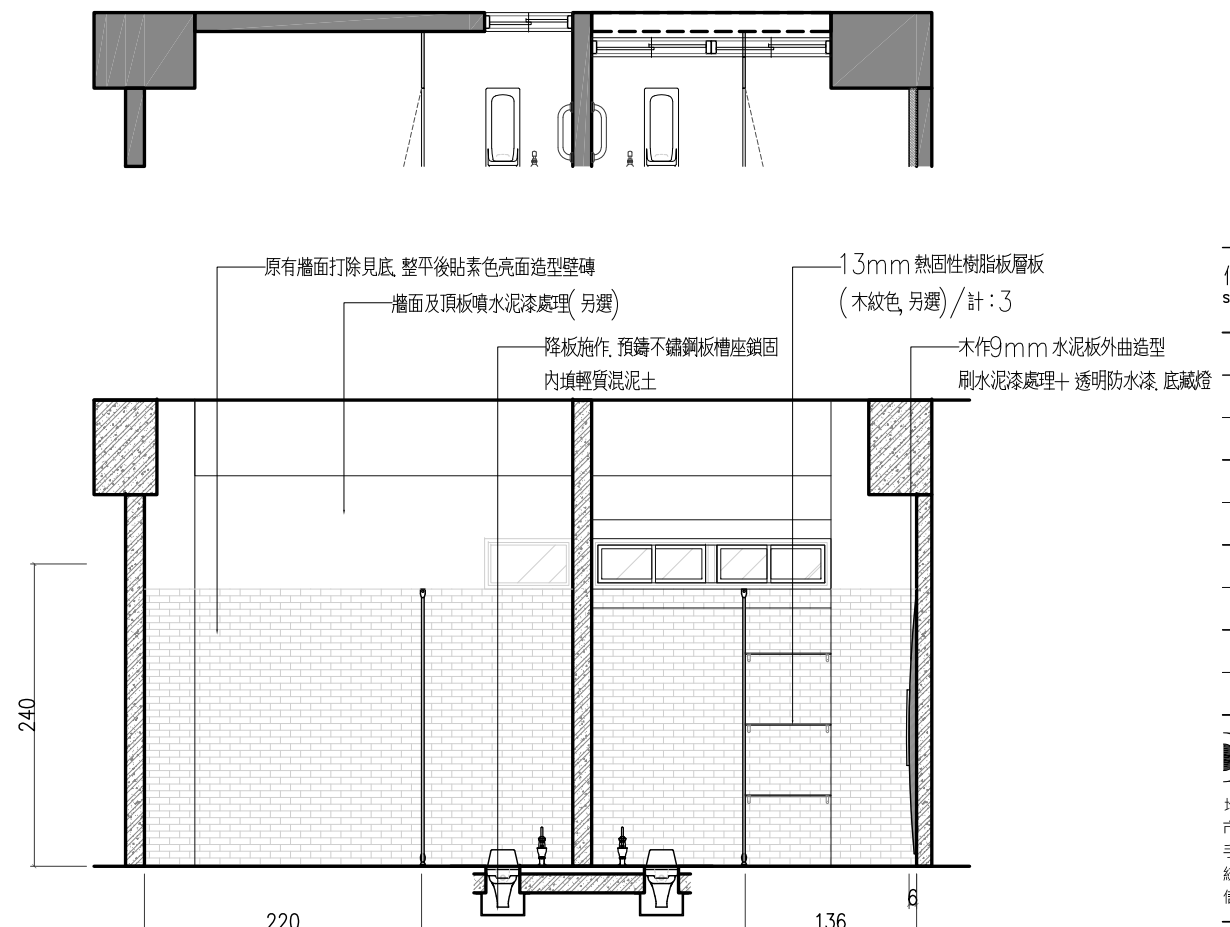 原有牆面打除見底, 整平後貼素色亮面造型壁磚
牆面及頂板噴水泥漆處理(另選)
降板施作, 預鑄不鏽鋼板槽座鎖固
內填輕質混泥土
13mm 熱固性樹脂板層板
(木紋色, 另選)/計:3
木作9mm 水泥板外曲造型
刷水泥漆處理+ 透明防水漆, 底藏燈
240
220
136
6